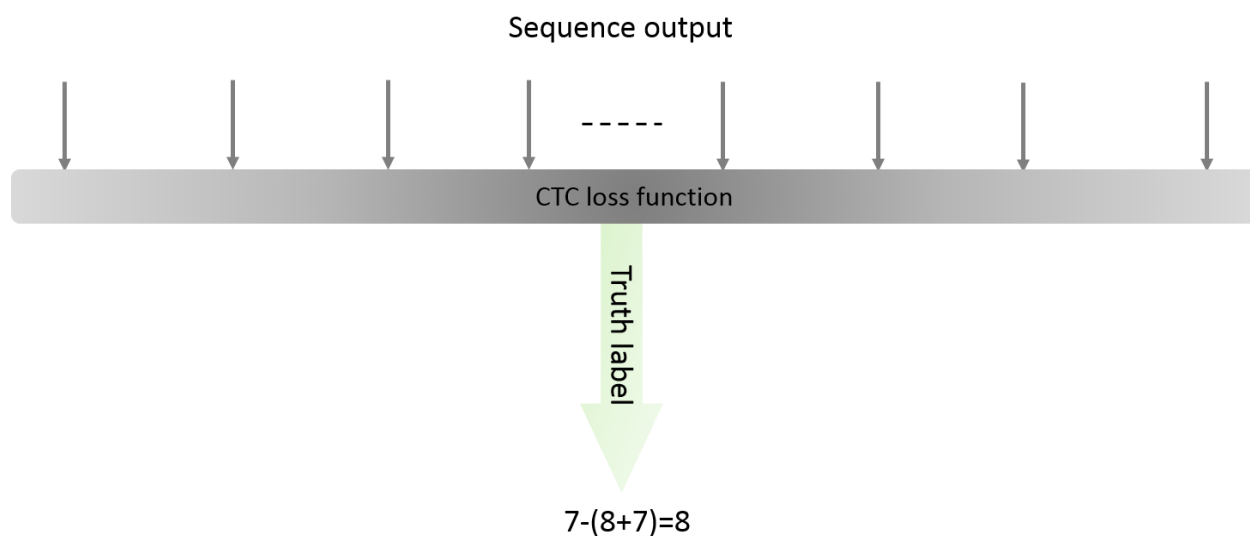 Sequence output
-----
CTC loss function
Truth label
7-(8+7)=8